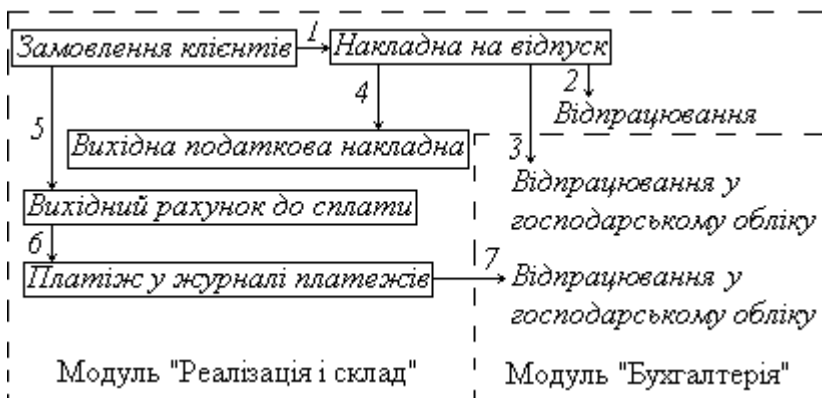 Замовлення клієнтів 1 Накладна на відпуск
5 4 2
Відпрацювання
Вихідна податкова накладна 3
Відпрацювання у
господарському обліку
Вихідний рахунок до сплати
6
Платіж у журналі платежів 7 Відпрацювання у
господарському обліку
Модуль "Реалізація і склад" Модуль "Бухгалтерія"